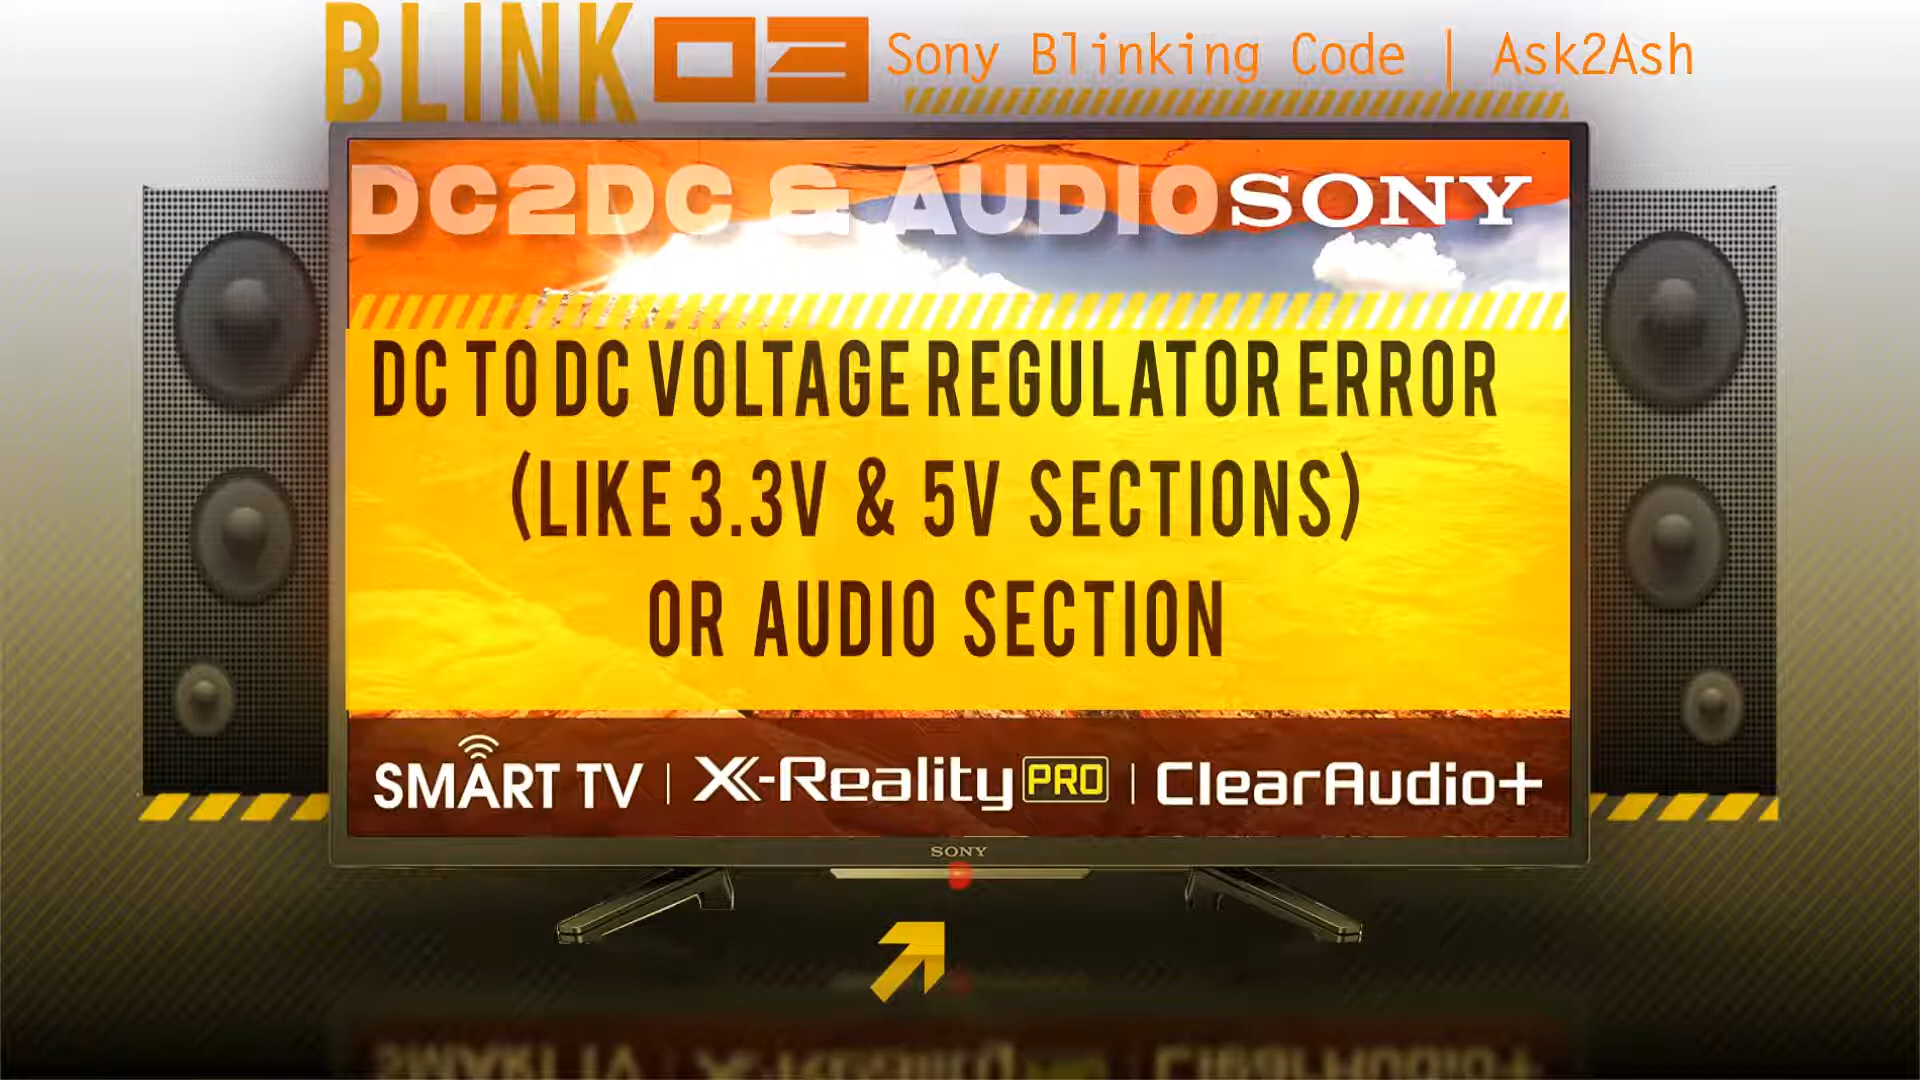 BLINK 03 Sony Blinking Code | Ask2Ash
DC2DC & AUDIO SONY
DC TO DC VOLTAGE REGULATOR ERROR
(LIKE 3.3V & 5V SECTIONS)
OR AUDIO SECTION
SMART TV | X-Reality PRO | ClearAudio+
SONY